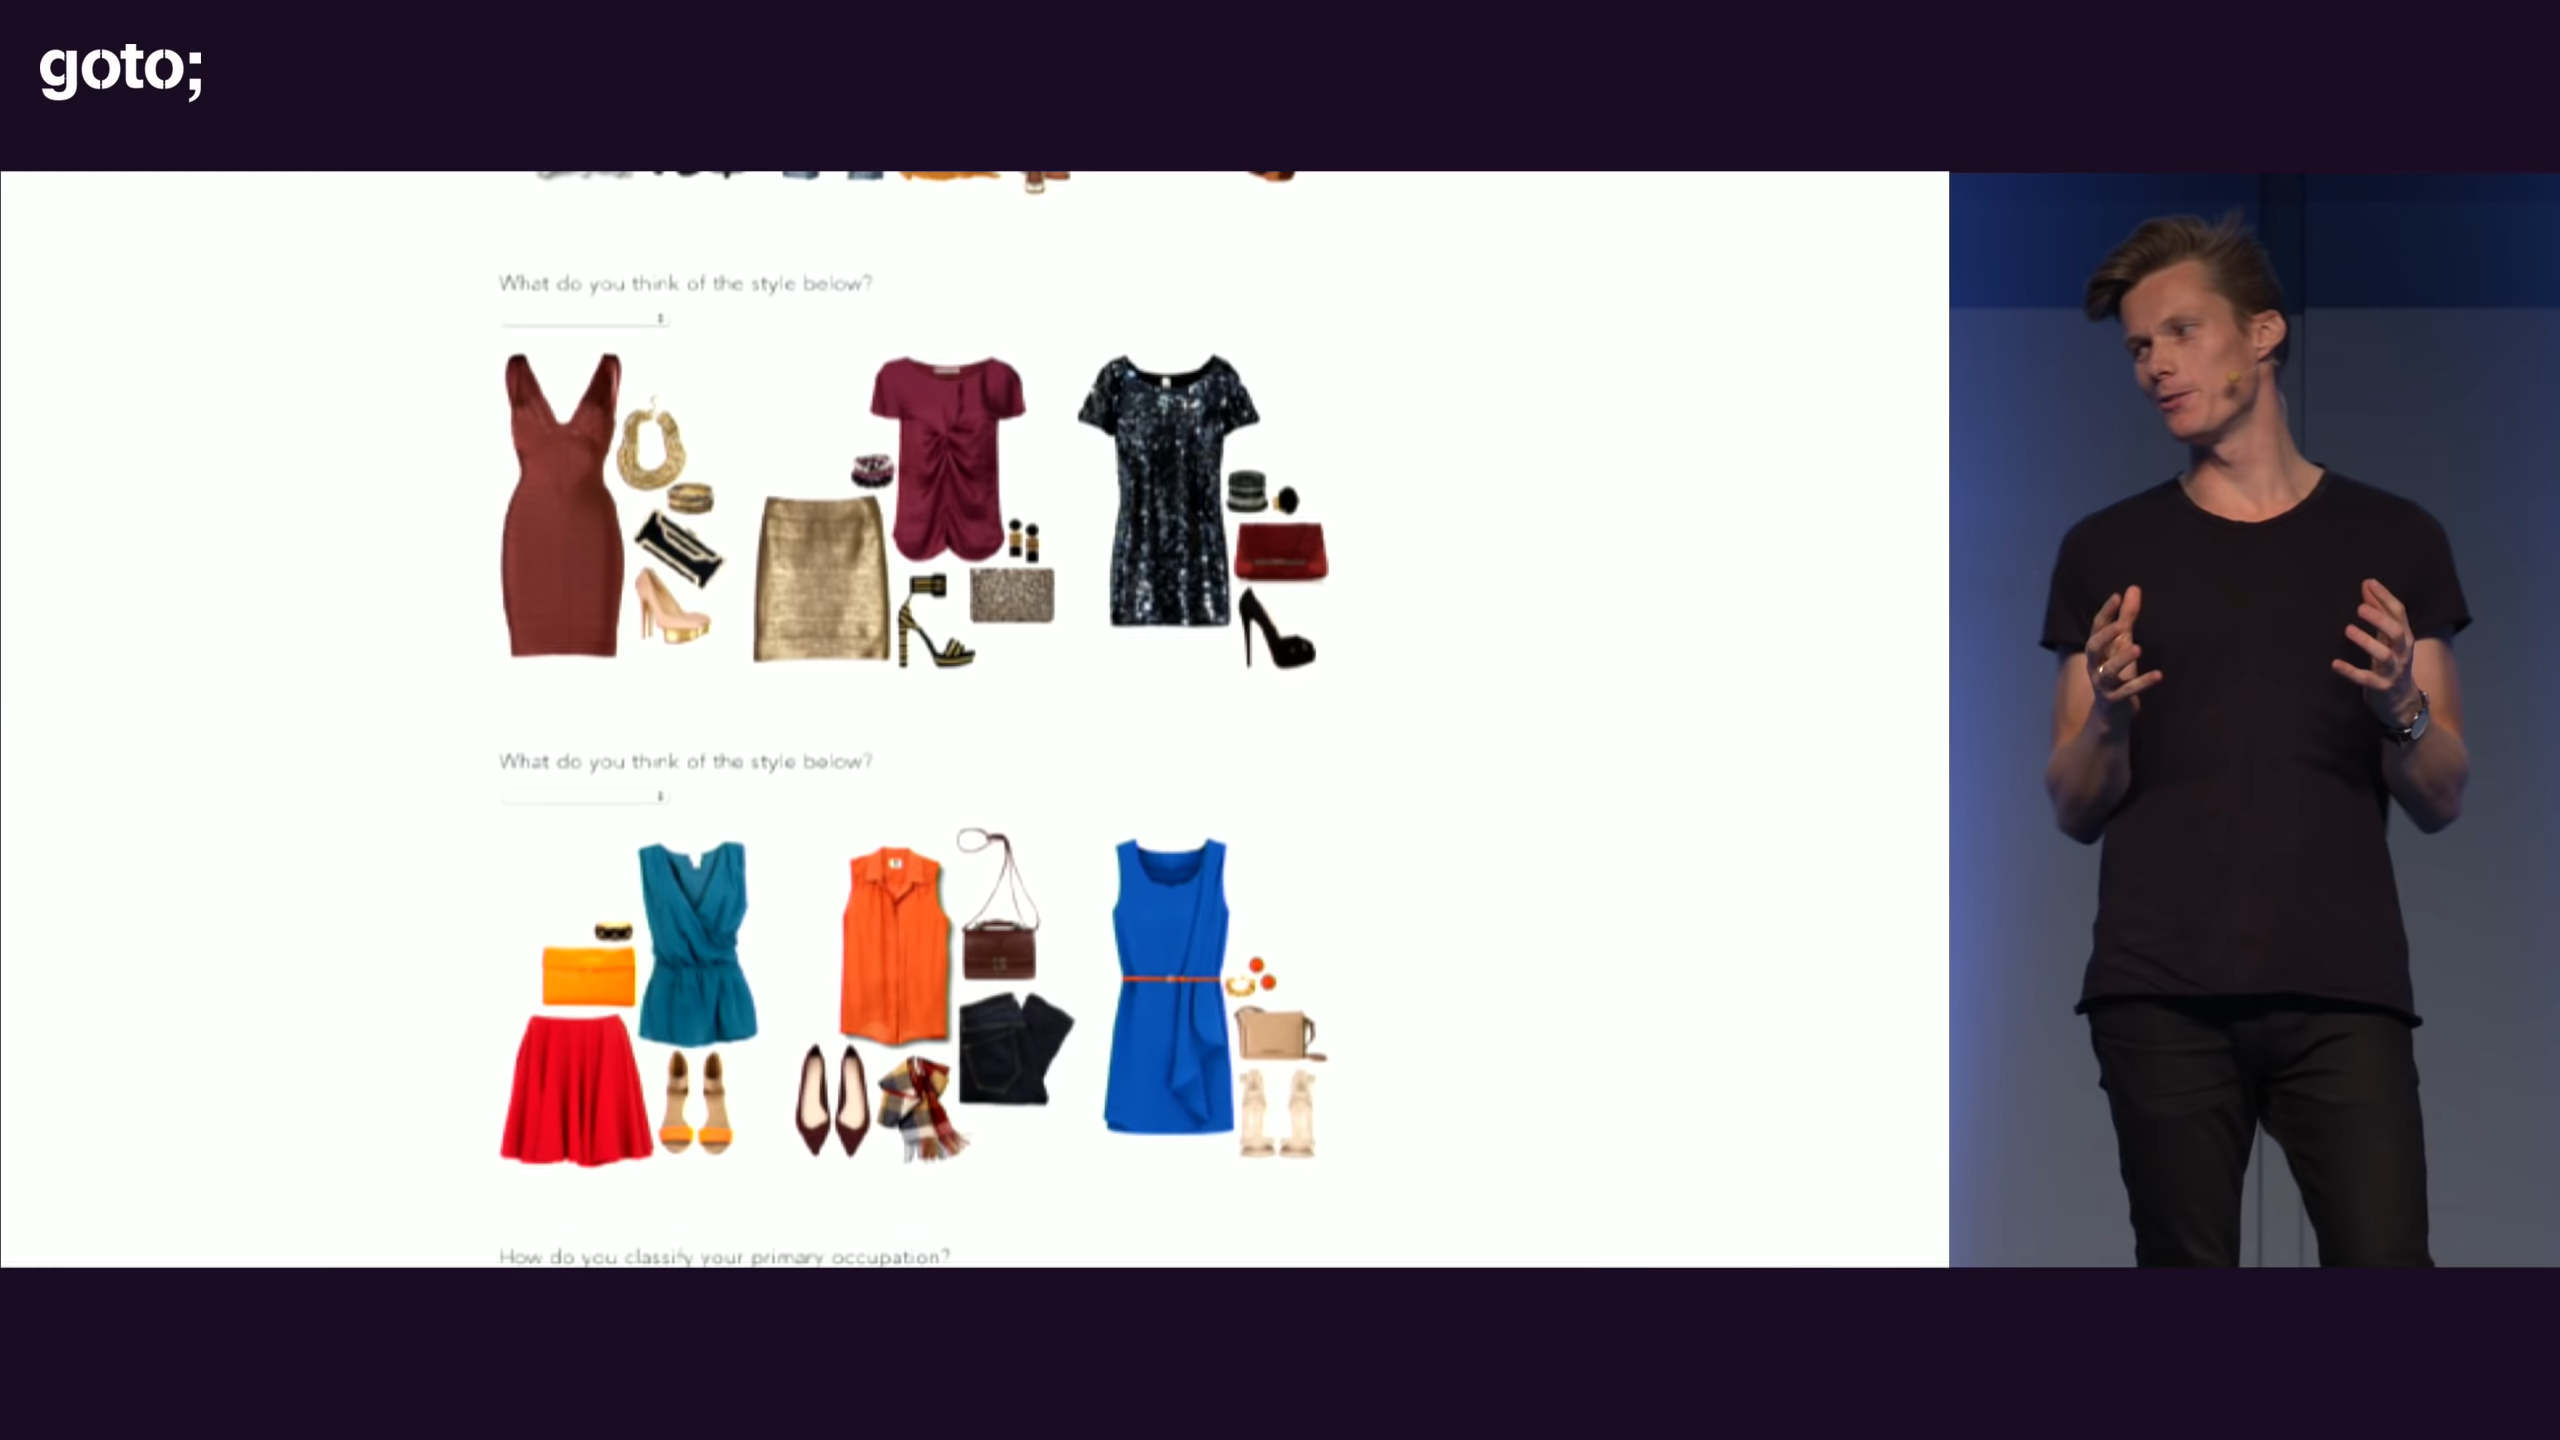 goto;
What do you think of the style below?
What do you think of the style below?
How do you classify your primary occupation?